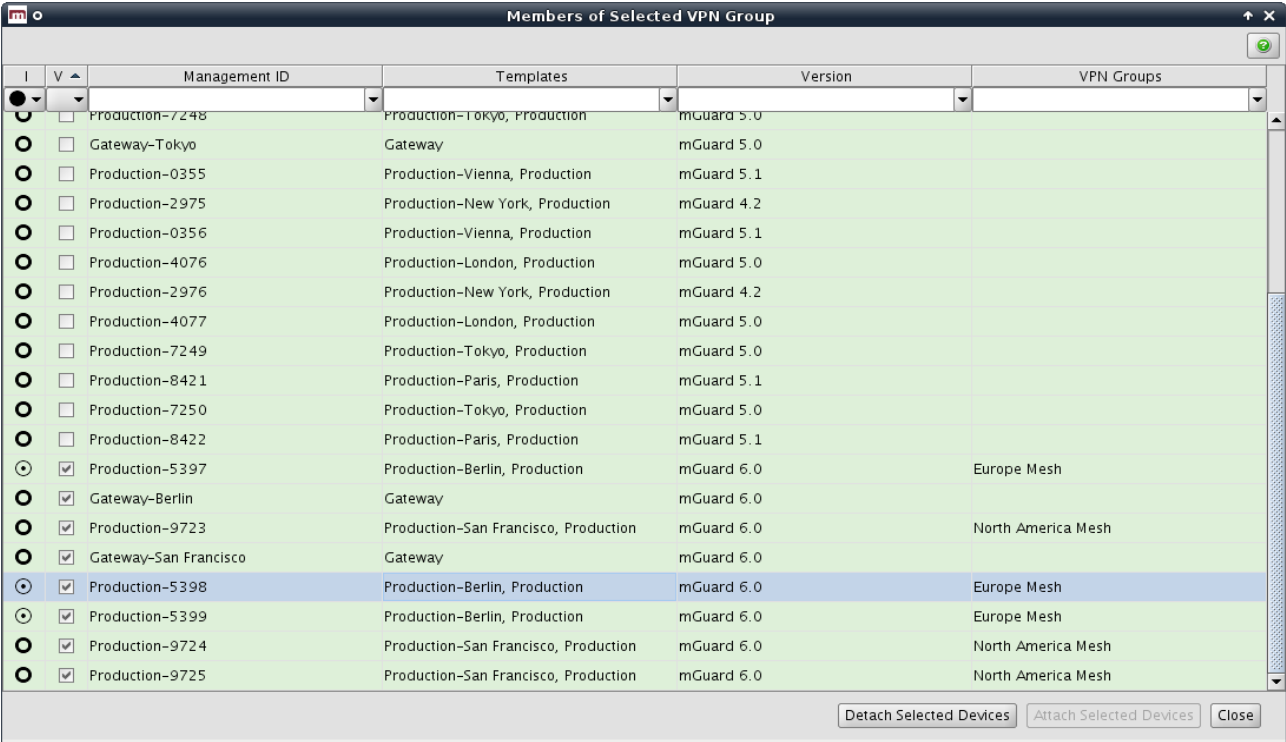 Members of Selected VPN Group
I V Management ID Templates Version VPN Groups
Production-7248 Production-Tokyo, Production mGuard 5.0
Gateway-Tokyo Gateway mGuard 5.0
Production-0355 Production-Vienna, Production mGuard 5.1
Production-2975 Production-New York, Production mGuard 4.2
Production-0356 Production-Vienna, Production mGuard 5.1
Production-4076 Production-London, Production mGuard 5.0
Production-2976 Production-New York, Production mGuard 4.2
Production-4077 Production-London, Production mGuard 5.0
Production-7249 Production-Tokyo, Production mGuard 5.0
Production-8421 Production-Paris, Production mGuard 5.1
Production-7250 Production-Tokyo, Production mGuard 5.0
Production-8422 Production-Paris, Production mGuard 5.1
Production-5397 Production-Berlin, Production mGuard 6.0 Europe Mesh
Gateway-Berlin Gateway mGuard 6.0
Production-9723 Production-San Francisco, Production mGuard 6.0 North America Mesh
Gateway-San Francisco Gateway mGuard 6.0
Production-5398 Production-Berlin, Production mGuard 6.0 Europe Mesh
Production-5399 Production-Berlin, Production mGuard 6.0 Europe Mesh
Production-9724 Production-San Francisco, Production mGuard 6.0 North America Mesh
Production-9725 Production-San Francisco, Production mGuard 6.0 North America Mesh
Detach Selected Devices Attach Selected Devices Close